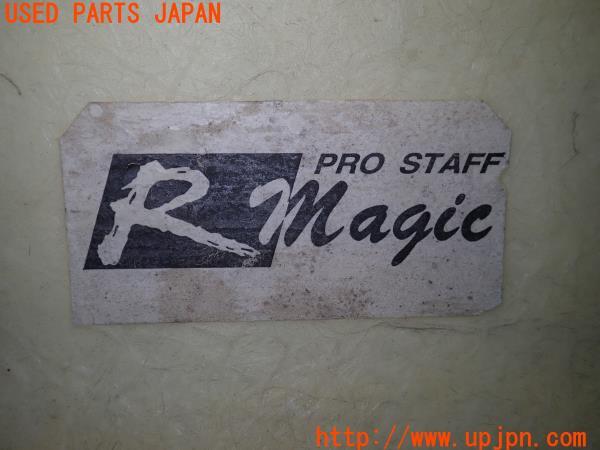 USED PARTS JAPAN
PRO STAFF
R Magic
http://www.upjpn.com/